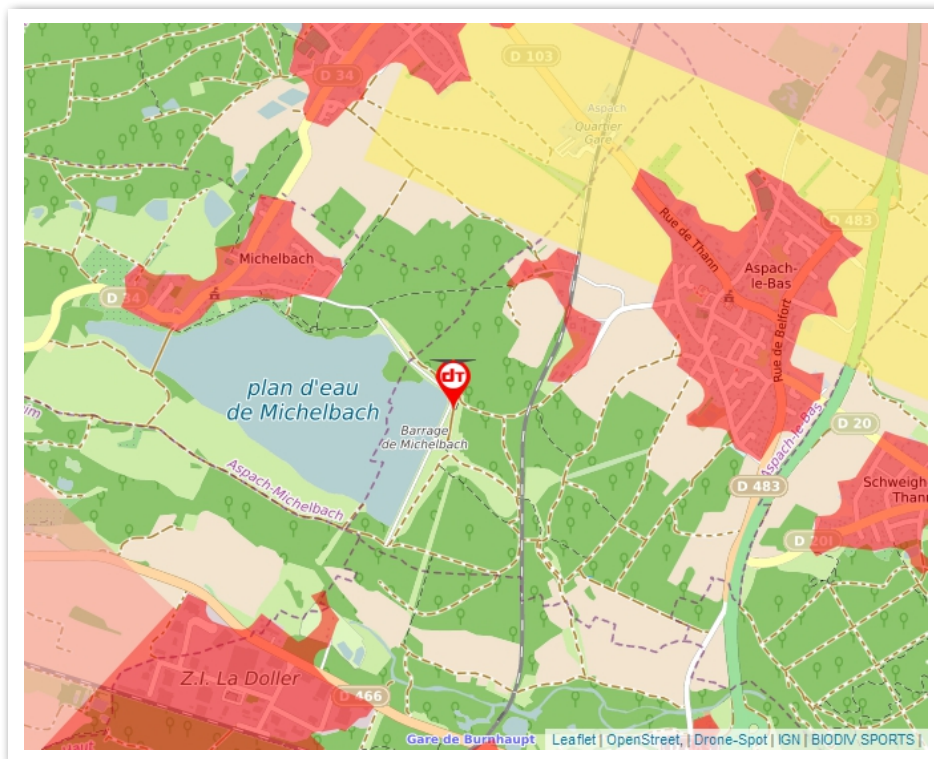 D 34
D 103
Aspach
Quartier
Gare
Rue de Thann
D 483
Michelbach
Aspach-
le-Bas
D 34
Rue de Belfort
plan d'eau
de Michelbach
dT
Barrage
de Michelbach
D 20
Aspach-le-Bas
Aspach-Michelbach
D 483
Schweigh
Thann
D 20I
Z.I. La Doller
D 466
Gare de Burnhaupt
Leaflet | OpenStreet, | Drone-Spot | IGN | BIODIV SPORTS |